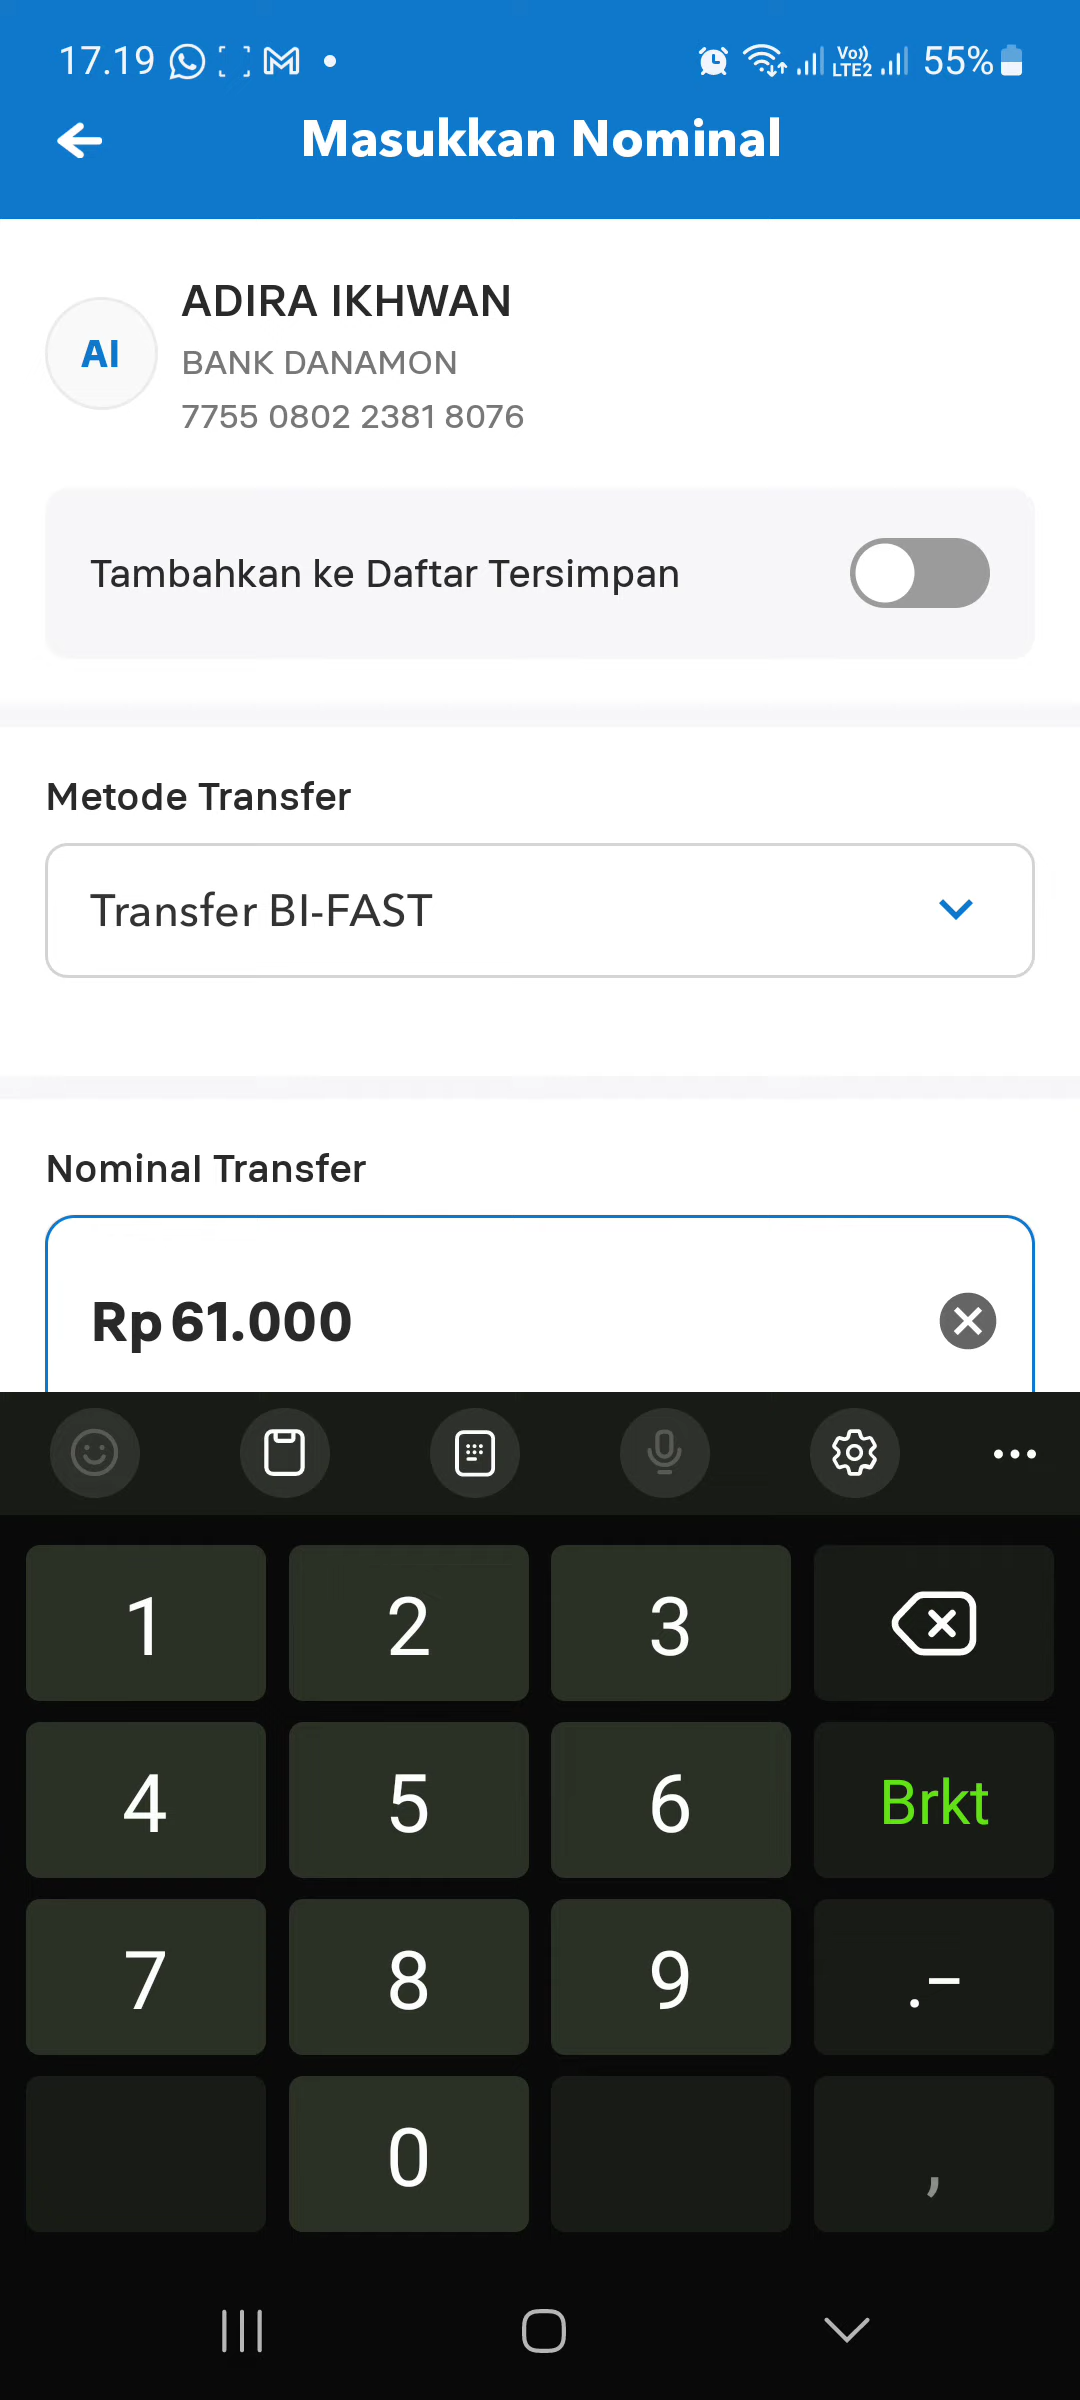 17.19 Vo)) LTE2 55%
Masukkan Nominal
ADIRA IKHWAN
AI
BANK DANAMON
7755 0802 2381 8076
Tambahkan ke Daftar Tersimpan
Metode Transfer
Transfer BI-FAST
Nominal Transfer
Rp 61.000
1 2 3
4 5 6 Brkt
7 8 9 .-
0 ,